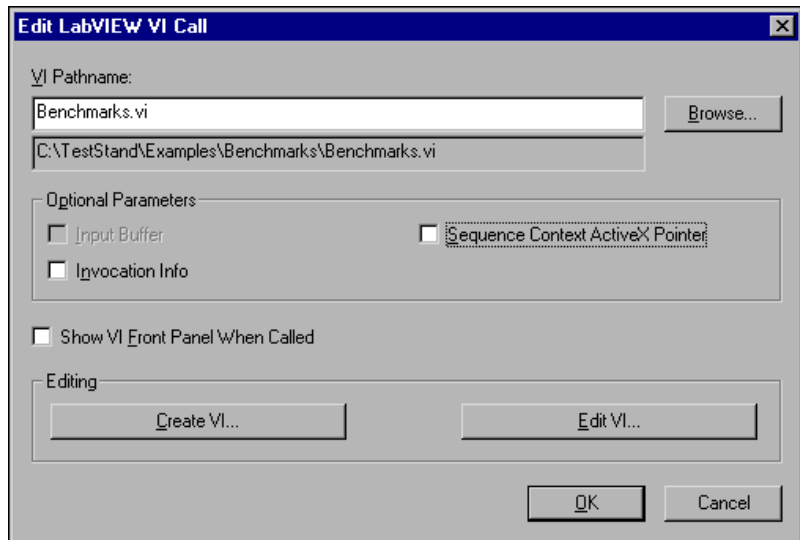 Edit LabVIEW VI Call
VI Pathname:
Benchmarks.vi
Browse...
C:\TestStand\Examples\Benchmarks\Benchmarks.vi
Optional Parameters
Input Buffer
Sequence Context ActiveX Pointer
Invocation Info
Show VI Front Panel When Called
Editing
Create VI...
Edit VI...
OK
Cancel